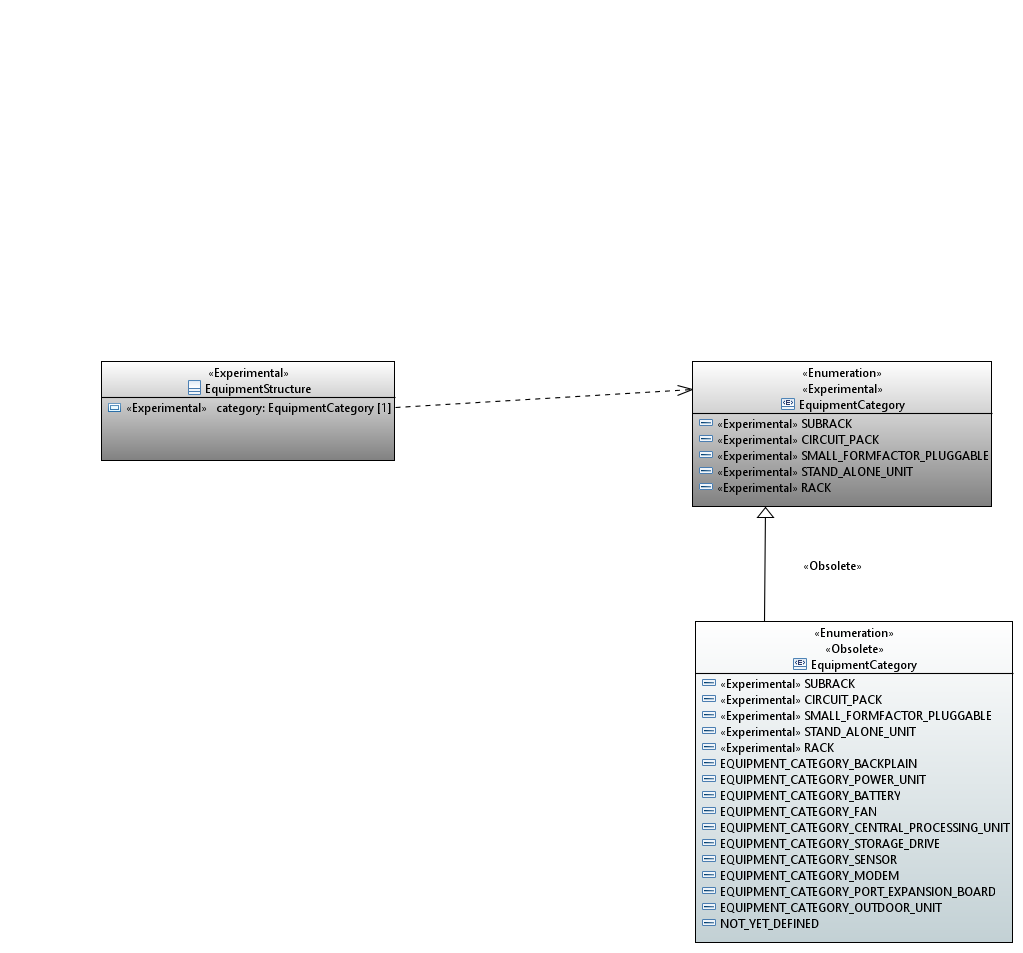 «Experimental»
EquipmentStructure
«Experimental» category: EquipmentCategory [1]
«Enumeration»
«Experimental»
EquipmentCategory
«Experimental» SUBRACK
«Experimental» CIRCUIT_PACK
«Experimental» SMALL_FORMFACTOR_PLUGGABLE
«Experimental» STAND_ALONE_UNIT
«Experimental» RACK
«Obsolete»
«Enumeration»
«Obsolete»
EquipmentCategory
«Experimental» SUBRACK
«Experimental» CIRCUIT_PACK
«Experimental» SMALL_FORMFACTOR_PLUGGABLE
«Experimental» STAND_ALONE_UNIT
«Experimental» RACK
EQUIPMENT_CATEGORY_BACKPLAIN
EQUIPMENT_CATEGORY_POWER_UNIT
EQUIPMENT_CATEGORY_BATTERY
EQUIPMENT_CATEGORY_FAN
EQUIPMENT_CATEGORY_CENTRAL_PROCESSING_UNIT
EQUIPMENT_CATEGORY_STORAGE_DRIVE
EQUIPMENT_CATEGORY_SENSOR
EQUIPMENT_CATEGORY_MODEM
EQUIPMENT_CATEGORY_PORT_EXPANSION_BOARD
EQUIPMENT_CATEGORY_OUTDOOR_UNIT
NOT_YET_DEFINED